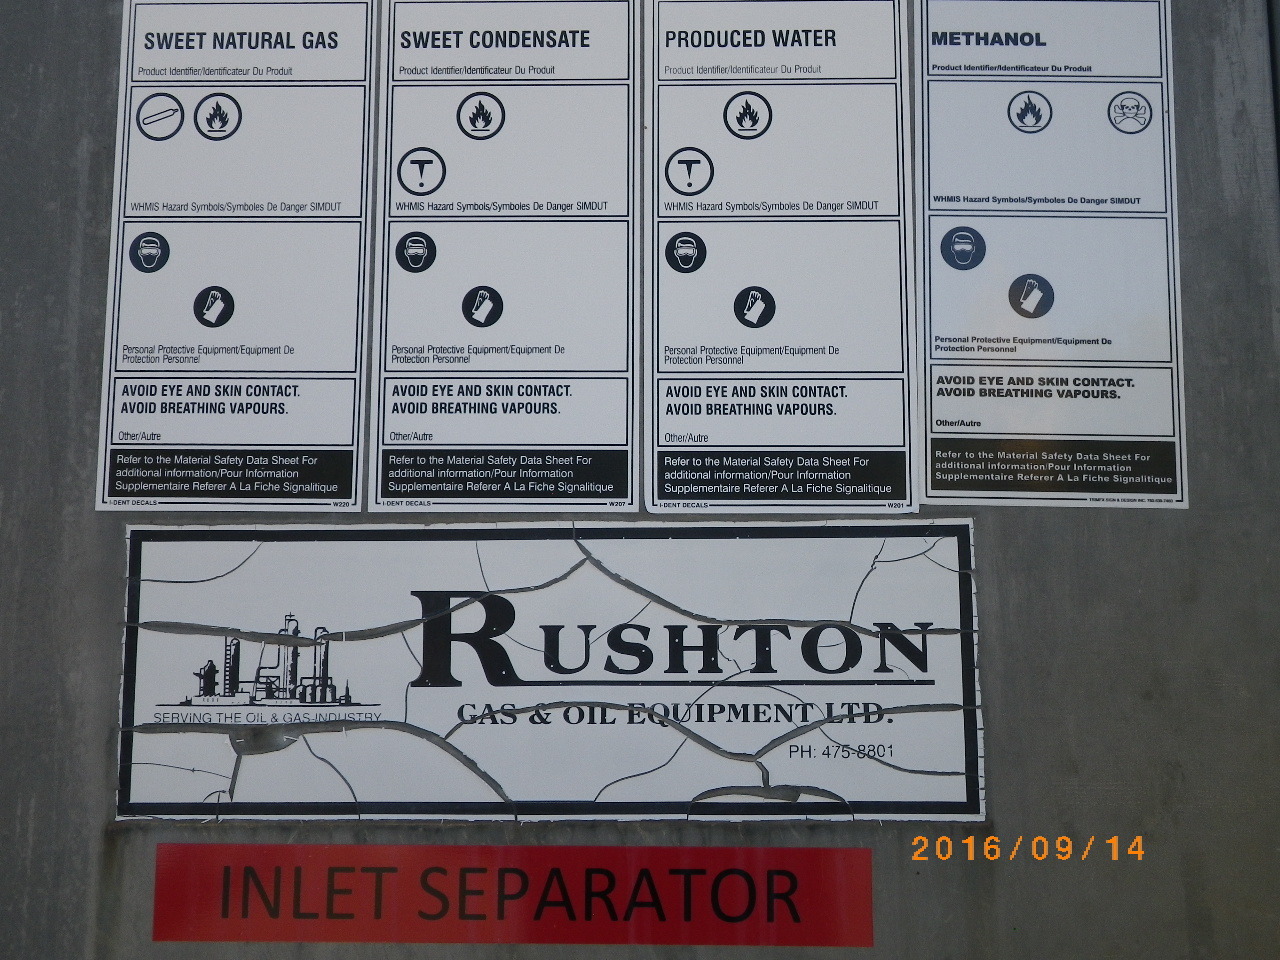 SWEET NATURAL GAS
Product Identifier/Identificateur Du Produit
WHMIS Hazard Symbols/Symboles De Danger SIMDUT
Personal Protective Equipment/Equipment De
Protection Personnel
AVOID EYE AND SKIN CONTACT.
AVOID BREATHING VAPOURS.
Other/Autre
Refer to the Material Safety Data Sheet For
additional information/Pour Information
Supplementaire Referer A La Fiche Signalitique
I-DENT DECALS W220
SWEET CONDENSATE
Product Identifier/Identificateur Du Produit
WHMIS Hazard Symbols/Symboles De Danger SIMDUT
Personal Protective Equipment/Equipment De
Protection Personnel
AVOID EYE AND SKIN CONTACT.
AVOID BREATHING VAPOURS.
Other/Autre
Refer to the Material Safety Data Sheet For
additional information/Pour Information
Supplementaire Referer A La Fiche Signalitique
I-DENT DECALS W207
PRODUCED WATER
Product Identifier/Identificateur Du Produit
WHMIS Hazard Symbols/Symboles De Danger SIMDUT
Personal Protective Equipment/Equipment De
Protection Personnel
AVOID EYE AND SKIN CONTACT.
AVOID BREATHING VAPOURS.
Other/Autre
Refer to the Material Safety Data Sheet For
additional information/Pour Information
Supplementaire Referer A La Fiche Signalitique
I-DENT DECALS W201
METHANOL
Product Identifier/Identificateur Du Produit
WHMIS Hazard Symbols/Symboles De Danger SIMDUT
Personal Protective Equipment/Equipment De
Protection Personnel
AVOID EYE AND SKIN CONTACT.
AVOID BREATHING VAPOURS.
Other/Autre
Refer to the Material Safety Data Sheet For
additional information/Pour Information
Supplementaire Referer A La Fiche Signalitique
RUSHTON
GAS & OIL EQUIPMENT LTD.
SERVING THE OIL & GAS INDUSTRY
PH: 475-8801
2016/09/14
INLET SEPARATOR